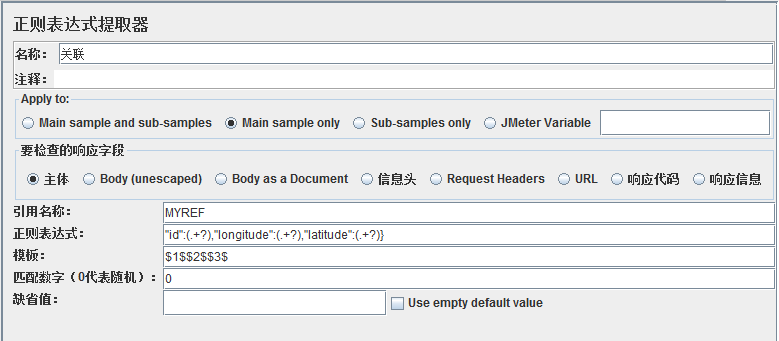 正则表达式提取器
名称： 关联
注释：
Apply to:
Main sample and sub-samples Main sample only Sub-samples only JMeter Variable
要检查的响应字段
主体 Body (unescaped) Body as a Document 信息头 Request Headers URL 响应代码 响应信息
引用名称： MYREF
正则表达式： "id":(.+?),"longitude":(.+?),"latitude":(.+?)}
模板： $1$$2$$3$
匹配数字（0代表随机）： 0
缺省值： Use empty default value